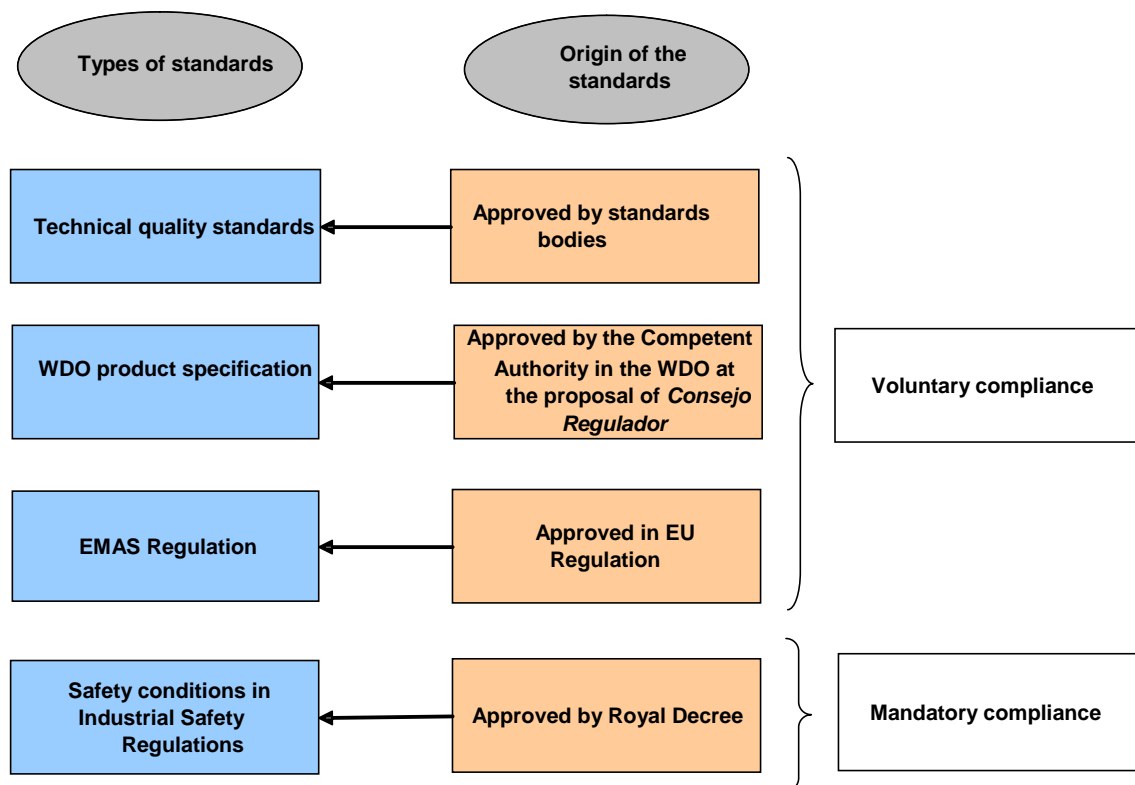 Types of standards
Origin of the
standards
Technical quality standards
Approved by standards
bodies
WDO product specification
Approved by the Competent
Authority in the WDO at
the proposal of Consejo
Regulador
Voluntary compliance
EMAS Regulation
Approved in EU
Regulation
Safety conditions in
Industrial Safety
Regulations
Approved by Royal Decree
Mandatory compliance